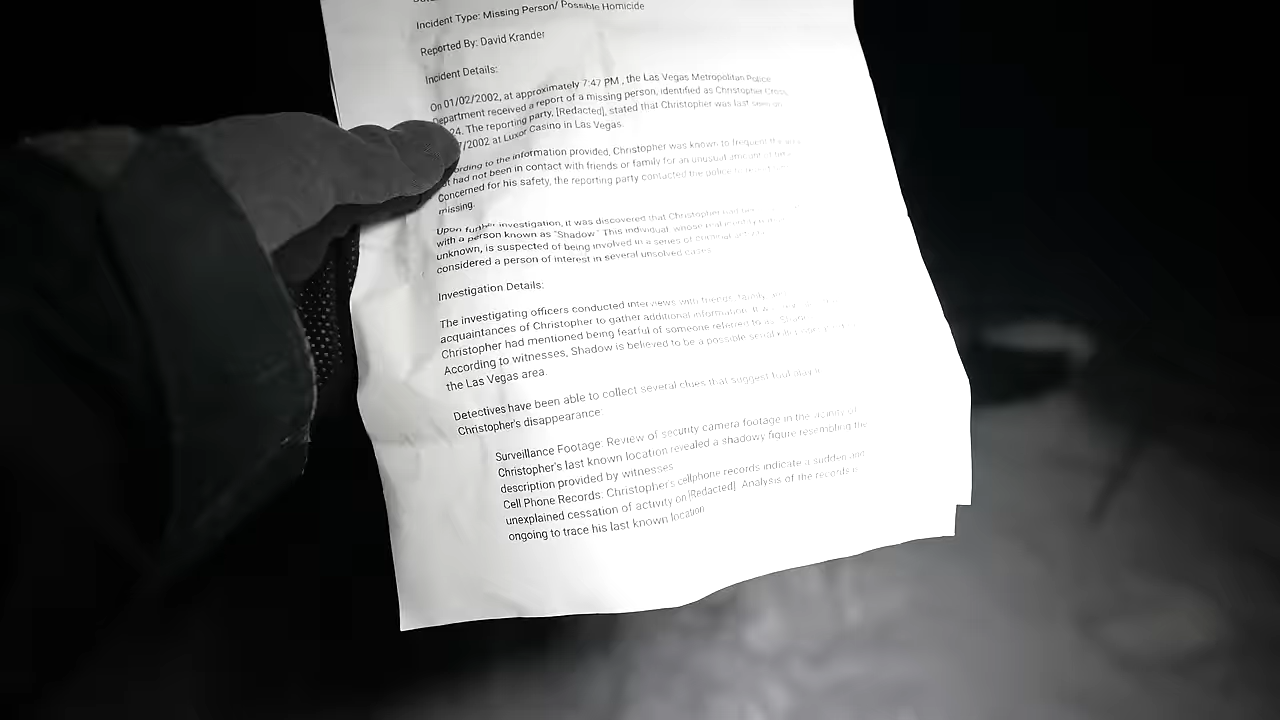 Incident Type: Missing Person/ Possible Homicide
Reported By: David Krander
Incident Details:
On 01/02/2002, at approximately 7:47 PM , the Las Vegas Metropolitan Police
Department received a report of a missing person, identified as Christopher Cross,
24. The reporting party, [Redacted], stated that Christopher was last seen on
/2002 at Luxor Casino in Las Vegas.
to the information provided, Christopher was known to frequent
had not been in contact with friends or family for an unusual amount of
Concerned for his safety, the reporting party contacted the police to
missing.
Upon further investigation, it was discovered that Christopher had
with a person known as "Shadow." This individual, whose real identity
unknown, is suspected of being involved in a series of criminal
considered a person of interest in several unsolved cases.
Investigation Details:
The investigating officers conducted interviews with friends, family,
acquaintances of Christopher to gather additional information. It
Christopher had mentioned being fearful of someone referred to as
According to witnesses, Shadow is believed to be a possible serial killer
the Las Vegas area.
Detectives have been able to collect several clues that suggest foul play in
Christopher's disappearance:
Surveillance Footage: Review of security camera footage in the vicinity of
Christopher's last known location revealed a shadowy figure resembling the
description provided by witnesses.
Cell Phone Records: Christopher's cellphone records indicate a sudden and
unexplained cessation of activity on [Redacted]. Analysis of the records is
ongoing to trace his last known location.